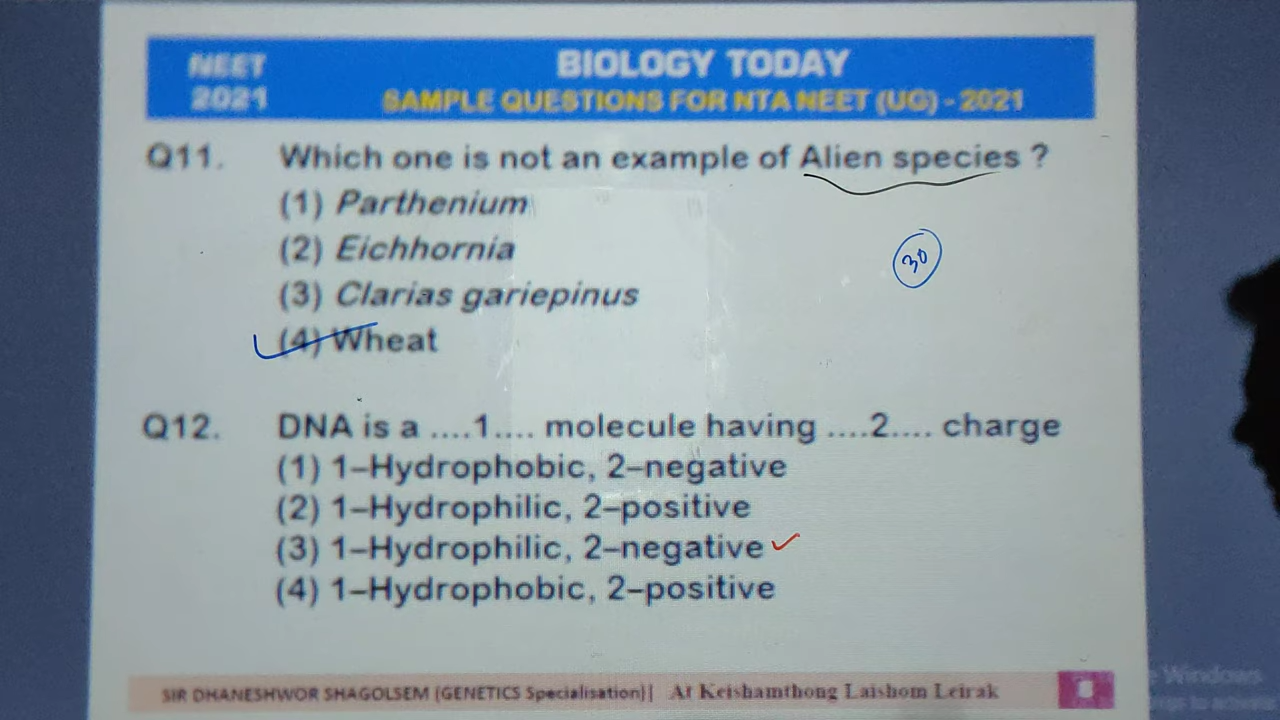 NEET
2021
BIOLOGY TODAY
SAMPLE QUESTIONS FOR NTA NEET (UG) - 2021
Q11. Which one is not an example of Alien species ?
(1) Parthenium
(2) Eichhornia
(3) Clarias gariepinus
(4) Wheat
30
Q12. DNA is a ....1.... molecule having ....2.... charge
(1) 1–Hydrophobic, 2–negative
(2) 1–Hydrophilic, 2–positive
(3) 1–Hydrophilic, 2–negative
(4) 1–Hydrophobic, 2–positive
SIR DHANESHWOR SHAGOLSEM (GENETICS Specialisation)| At Keishamthong Laishom Leirak
8
Windows